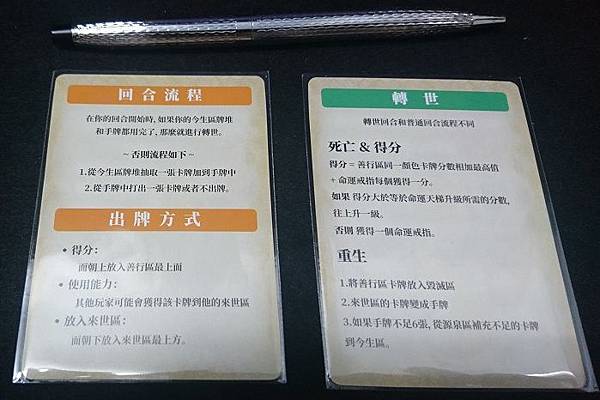 回合流程
在你的回合開始時,如果你的今生區牌堆
和手牌都用完了,那麼就進行轉世。
~否則流程如下~
1.從今生區牌堆抽取一張卡牌加到手牌中
2.從手牌中打出一張卡牌或者不出牌。
出牌方式
• 得分:
面朝上放入善行區最上面
• 使用能力:
其他玩家可能會獲得該卡牌到他的來世區
• 放入來世區:
面朝下放入來世區最上方。
轉世
轉世回合和普通回合流程不同
死亡 & 得分
得分 = 善行區同一顏色卡牌分數相加最高值
+ 命運戒指每個獲得一分。
如果 得分大於等於命運天梯升級所需的分數,
往上升一級。
否則 獲得一個命運戒指。
重生
1.將善行區卡牌放入毀滅區
2.來世區的卡牌變成手牌
3.如果手牌不足6張, 從源泉區補充不足的卡牌
到今生區。